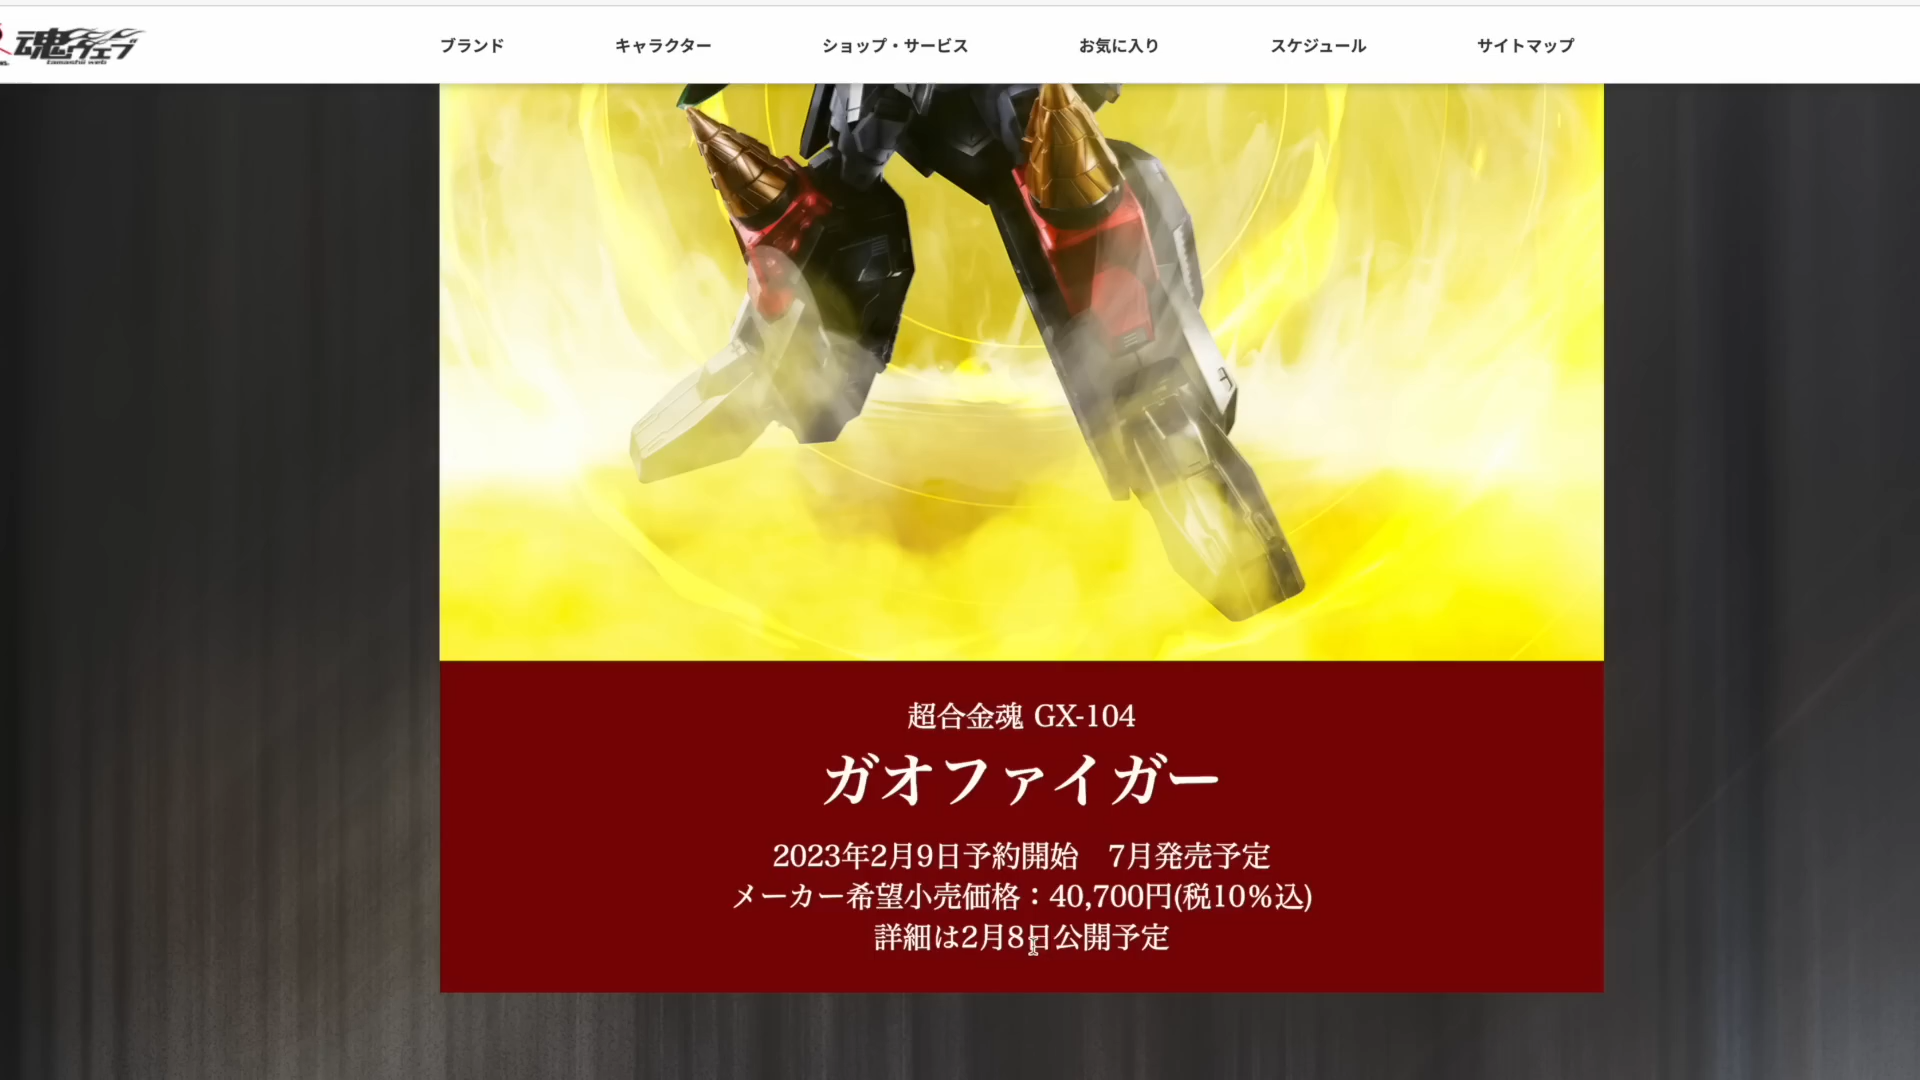 魂ウェブ
tamashii web
ブランド
キャラクター
ショップ・サービス
お気に入り
スケジュール
サイトマップ
超合金魂 GX-104
ガオファイガー
2023年2月9日予約開始　7月発売予定
メーカー希望小売価格：40,700円(税10%込)
詳細は2月8日公開予定